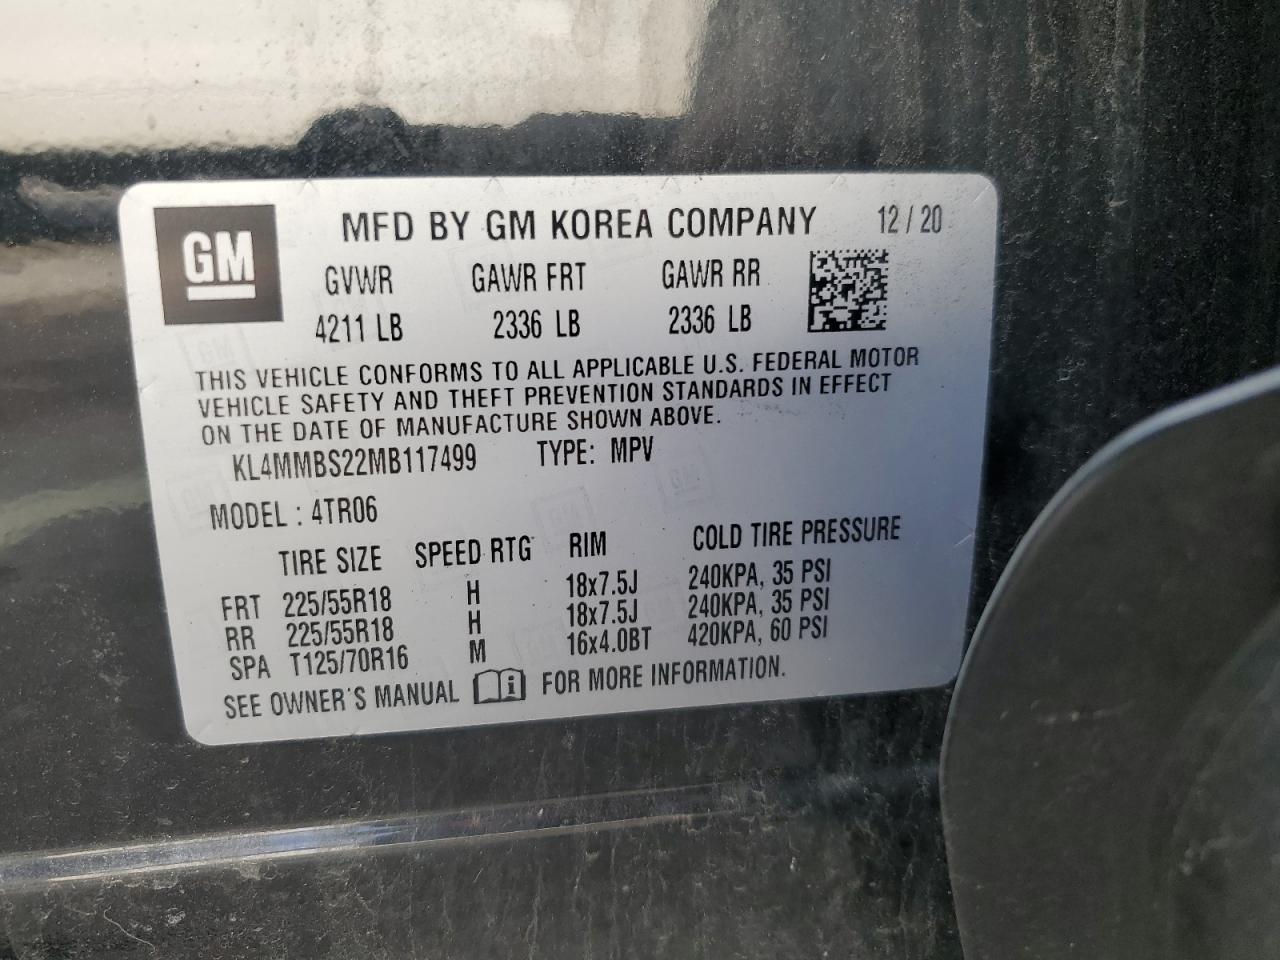 GM
MFD BY GM KOREA COMPANY 12 / 20
GVWR GAWR FRT GAWR RR
4211 LB 2336 LB 2336 LB
THIS VEHICLE CONFORMS TO ALL APPLICABLE U.S. FEDERAL MOTOR
VEHICLE SAFETY AND THEFT PREVENTION STANDARDS IN EFFECT
ON THE DATE OF MANUFACTURE SHOWN ABOVE.
KL4MMBS22MB117499 TYPE: MPV
MODEL : 4TR06
TIRE SIZE SPEED RTG RIM COLD TIRE PRESSURE
FRT 225/55R18 H 18x7.5J 240KPA, 35 PSI
RR 225/55R18 H 18x7.5J 240KPA, 35 PSI
SPA T125/70R16 M 16x4.0BT 420KPA, 60 PSI
SEE OWNER'S MANUAL i FOR MORE INFORMATION.